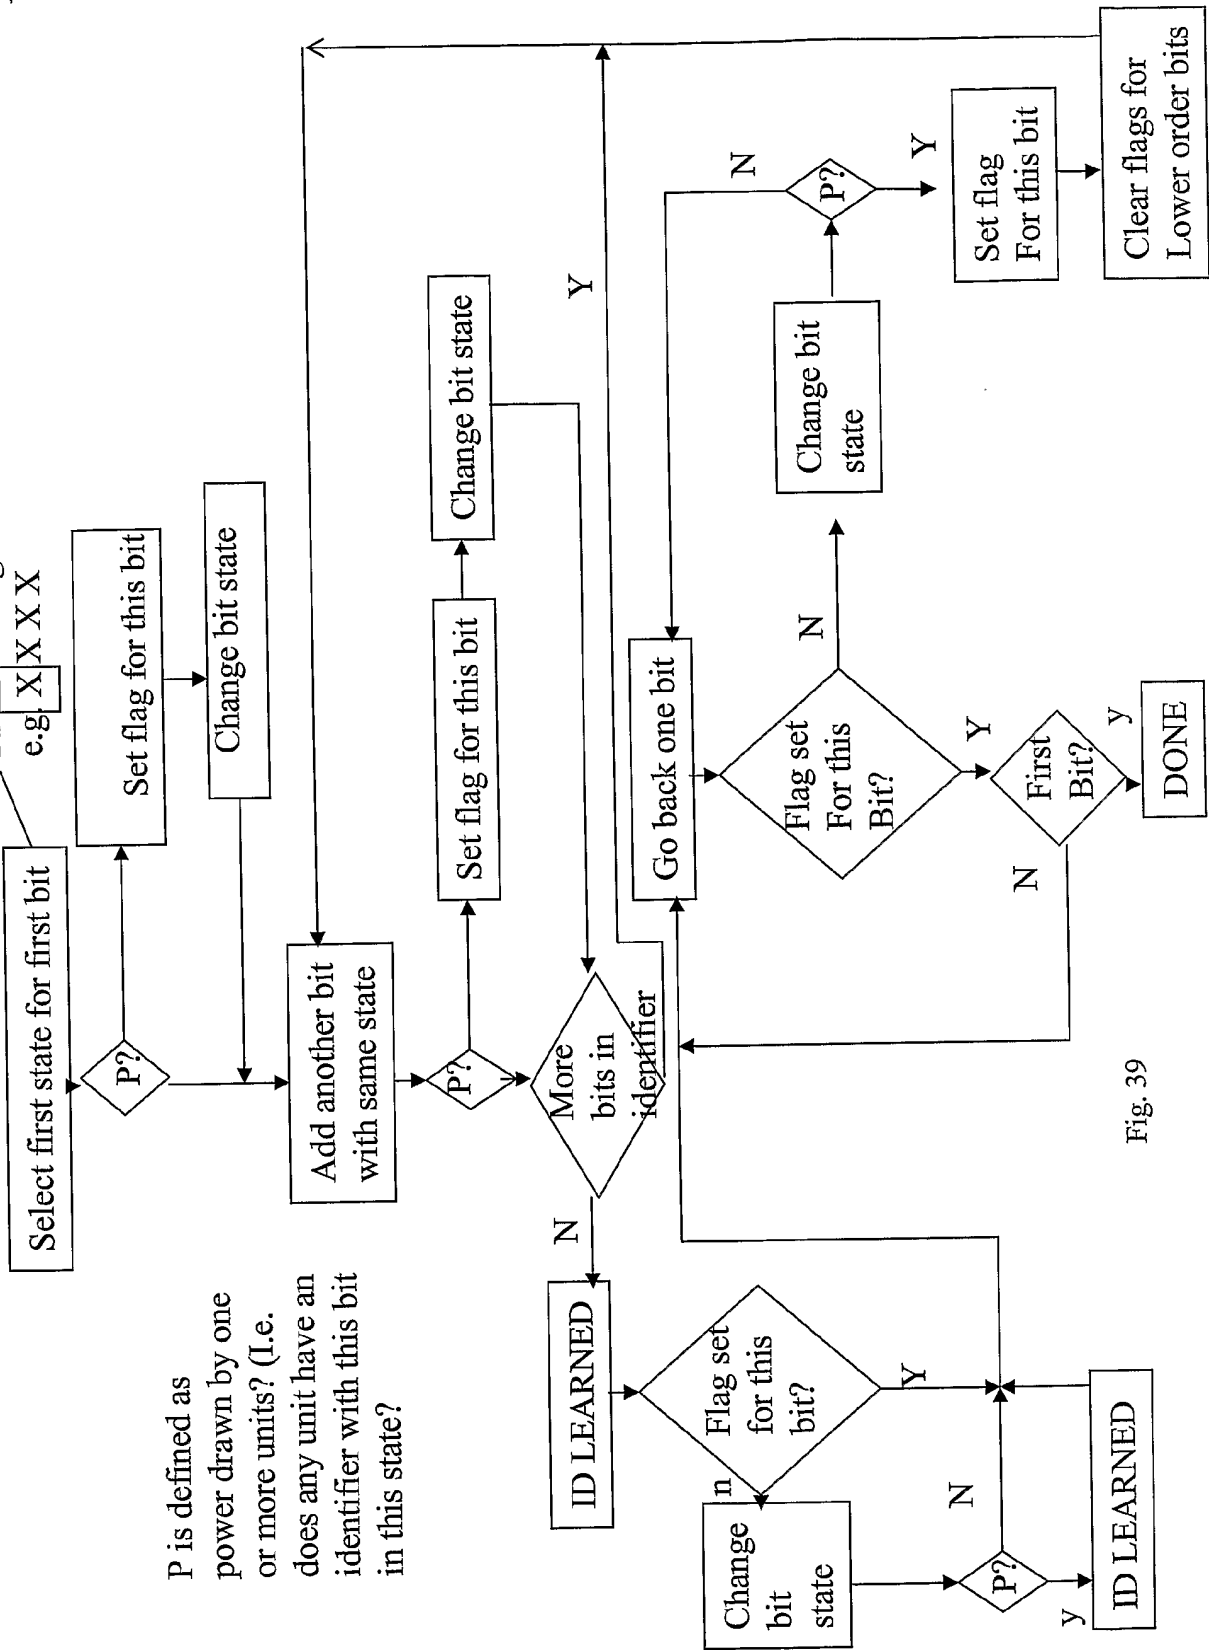 e.g. X X X X
Select first state for first bit
P?
Set flag for this bit
Change bit state
Add another bit
with same state
P?
Set flag for this bit
Change bit state
P is defined as
power drawn by one
or more units? (I.e.
does any unit have an
identifier with this bit
in this state?
More
bits in
identifier
N
Y
ID LEARNED
Flag set
for this
bit?
n
Y
Change
bit
state
P?
N
y
ID LEARNED
Go back one bit
Flag set
For this
Bit?
N
Y
First
Bit?
N
y
DONE
Change bit
state
P?
N
Y
Set flag
For this bit
Clear flags for
Lower order bits
Fig. 39